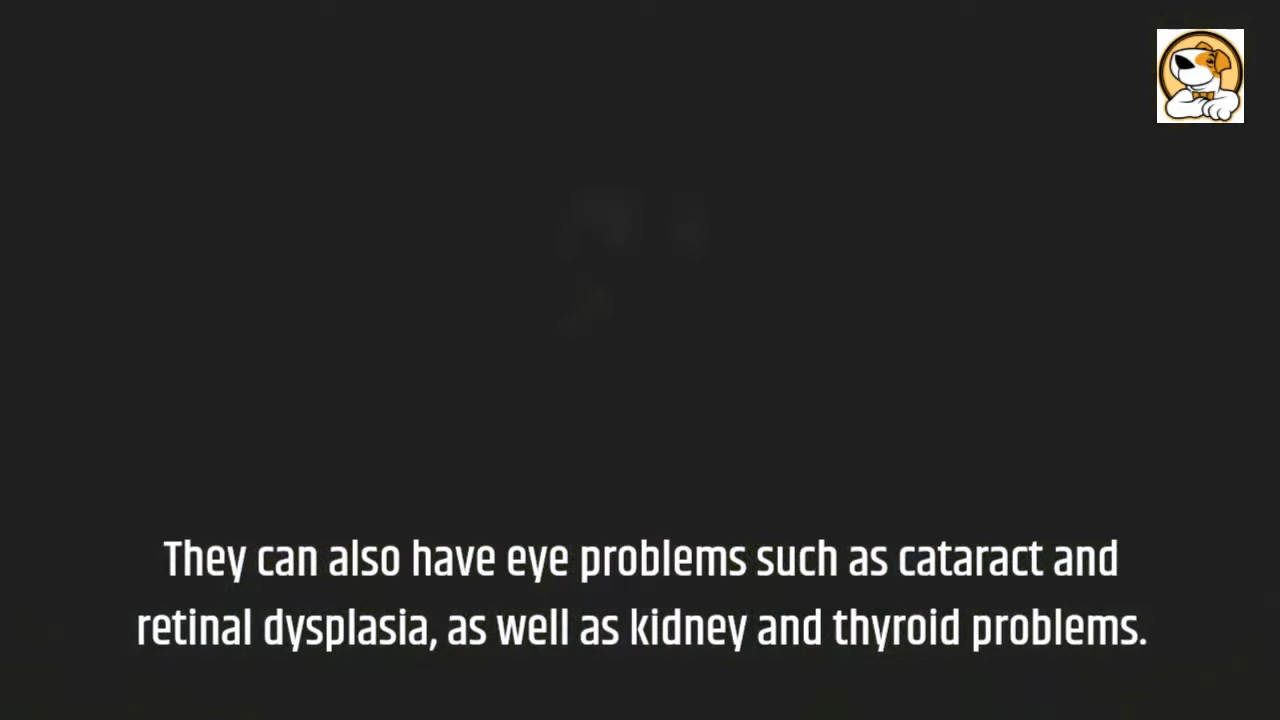 They can also have eye problems such as cataract and
retinal dysplasia, as well as kidney and thyroid problems.